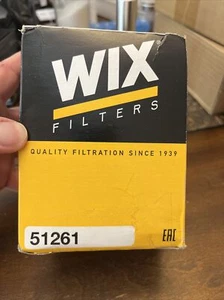 WIX
FILTERS
QUALITY FILTRATION SINCE 1939
51261
EAC